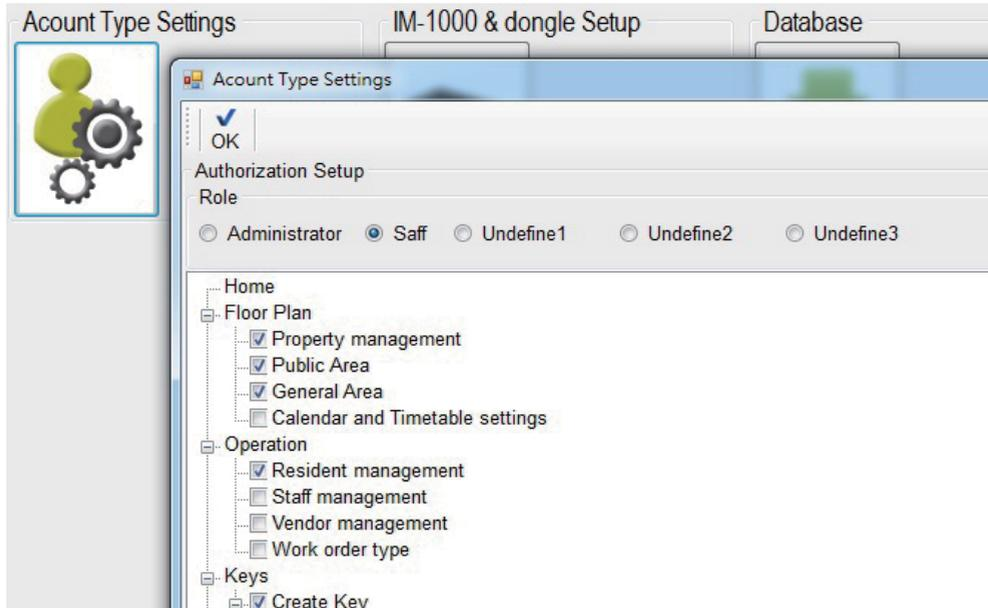 Acount Type Settings IM-1000 & dongle Setup Database
Acount Type Settings
OK
Authorization Setup
Role
Administrator Saff Undefine1 Undefine2 Undefine3
Home
Floor Plan
Property management
Public Area
General Area
Calendar and Timetable settings
Operation
Resident management
Staff management
Vendor management
Work order type
Keys
Create Key